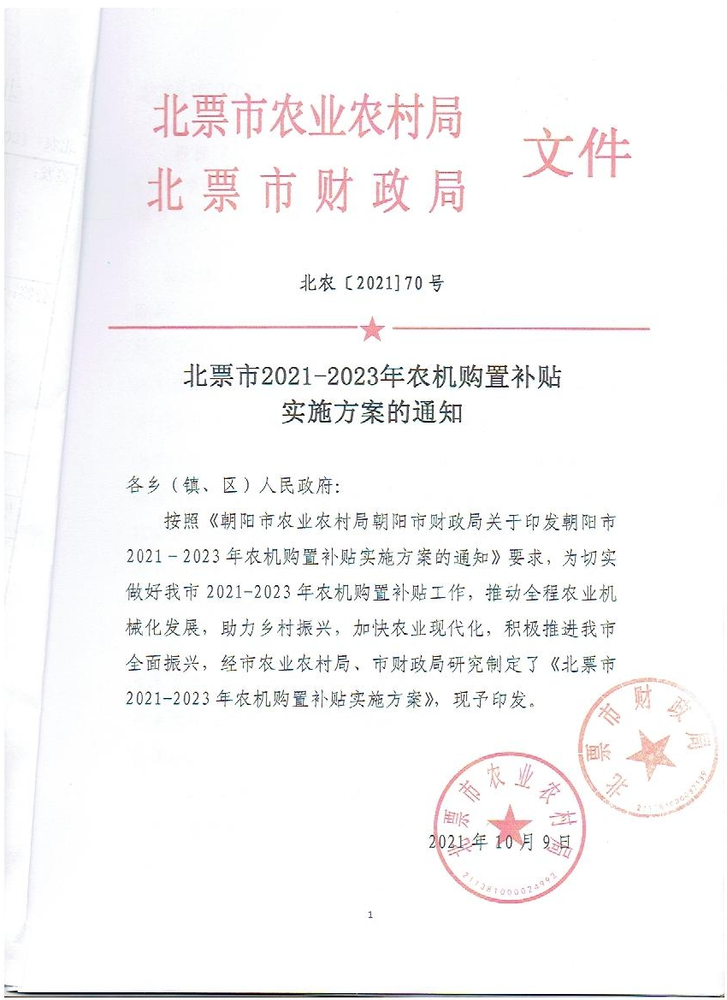 北票市农业农村局
北票市财政局
文件
北农〔2021]70号
北票市2021-2023年农机购置补贴
实施方案的通知
各乡（镇、区）人民政府：
按照《朝阳市农业农村局朝阳市财政局关于印发朝阳市
2021－2023年农机购置补贴实施方案的通知》要求，为切实
做好我市2021-2023年农机购置补贴工作，推动全程农业机
械化发展，助力乡村振兴，加快农业现代化，积极推进我市
全面振兴，经市农业农村局、市财政局研究制定了《北票市
2021-2023年农机购置补贴实施方案》，现予印发。
北票市财政局
北票市农业农村局
2021年10月9日
211381000024992
1